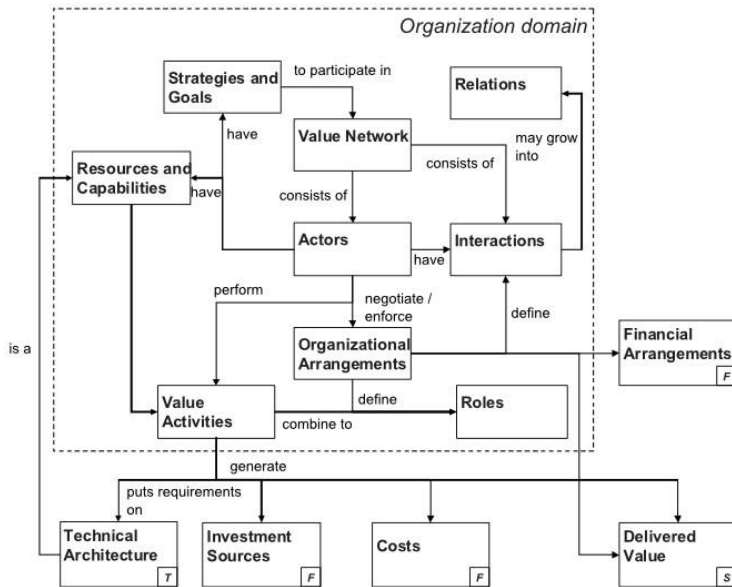 Organization domain
Strategies and
Goals
to participate in
Relations
have
Value Network
may grow
into
consists of
Resources and
Capabilities
have
consists of
Actors
have
Interactions
perform
negotiate /
enforce
define
is a
Organizational
Arrangements
Financial
Arrangements
F
Value
Activities
define
combine to
Roles
generate
puts requirements
on
Technical
Architecture
T
Investment
Sources
F
Costs
F
Delivered
Value
S